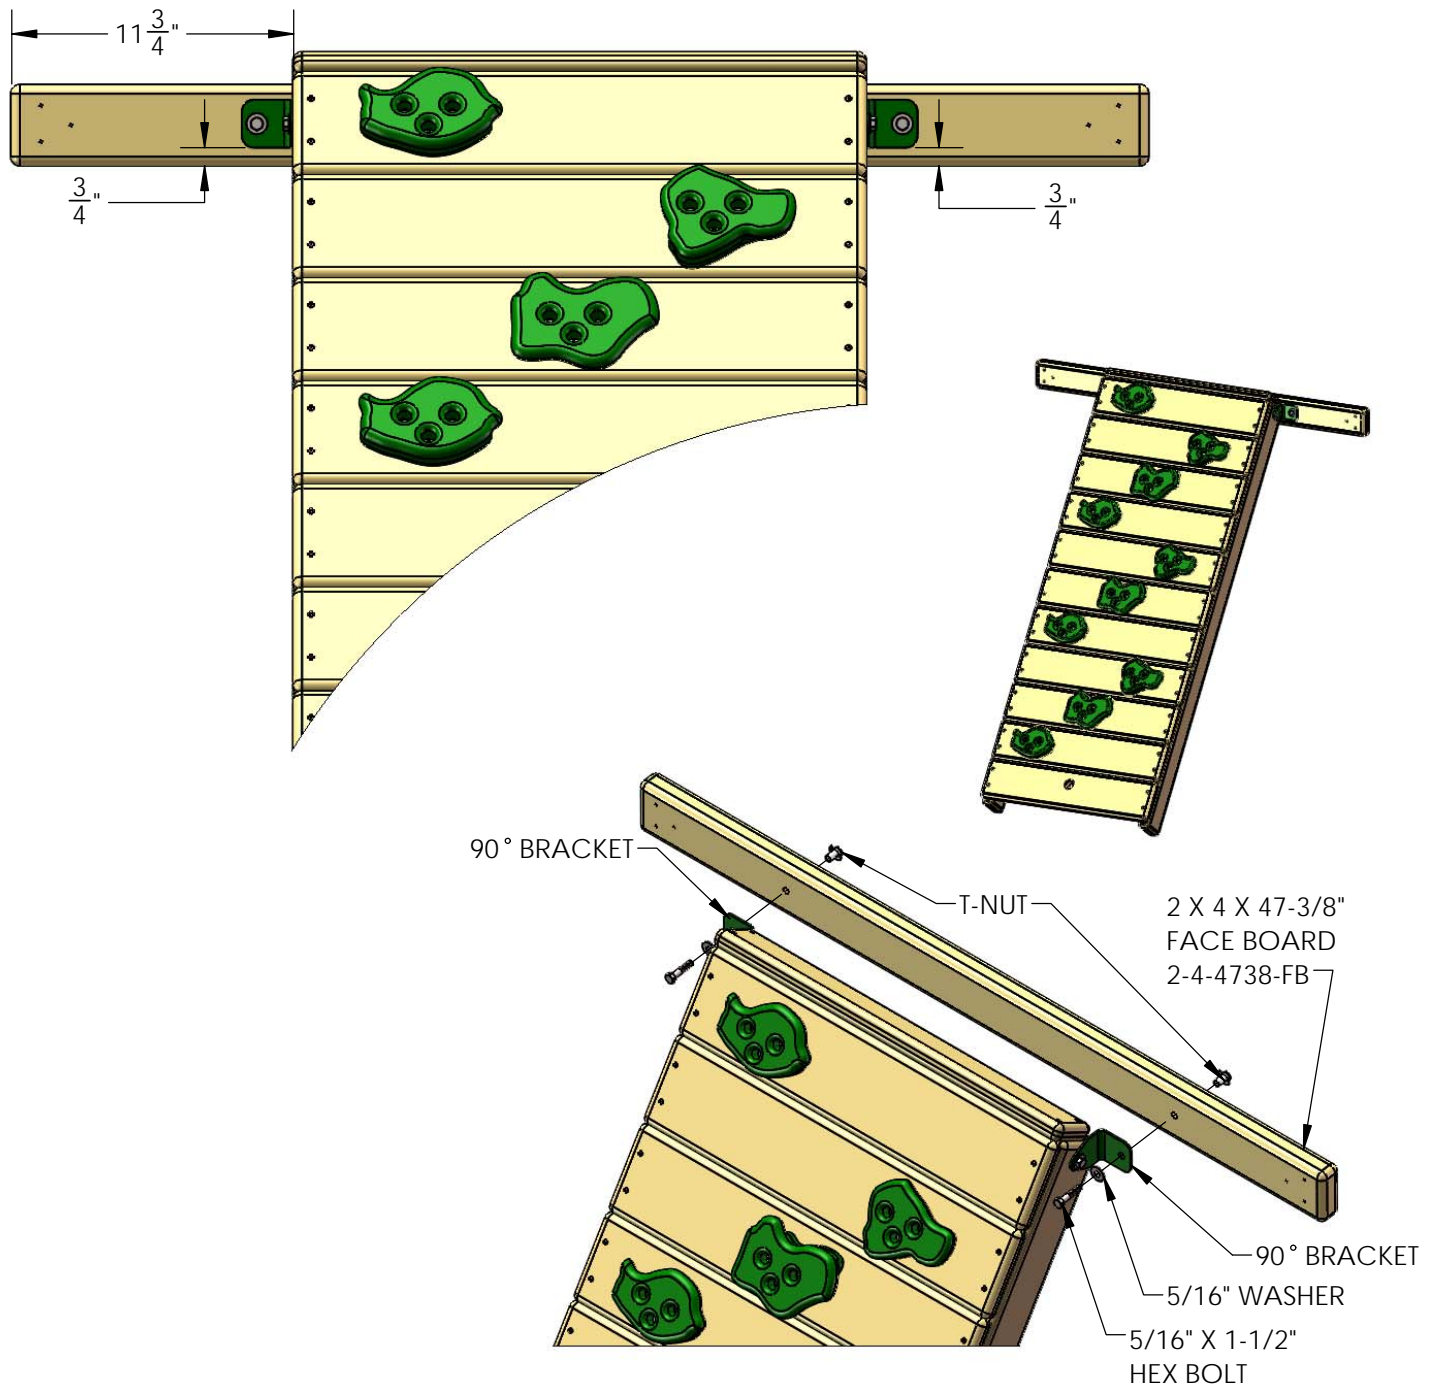 11 3/4"
3/4"
3/4"
90° BRACKET
T-NUT
2 X 4 X 47-3/8"
FACE BOARD
2-4-4738-FB
90° BRACKET
5/16" WASHER
5/16" X 1-1/2"
HEX BOLT